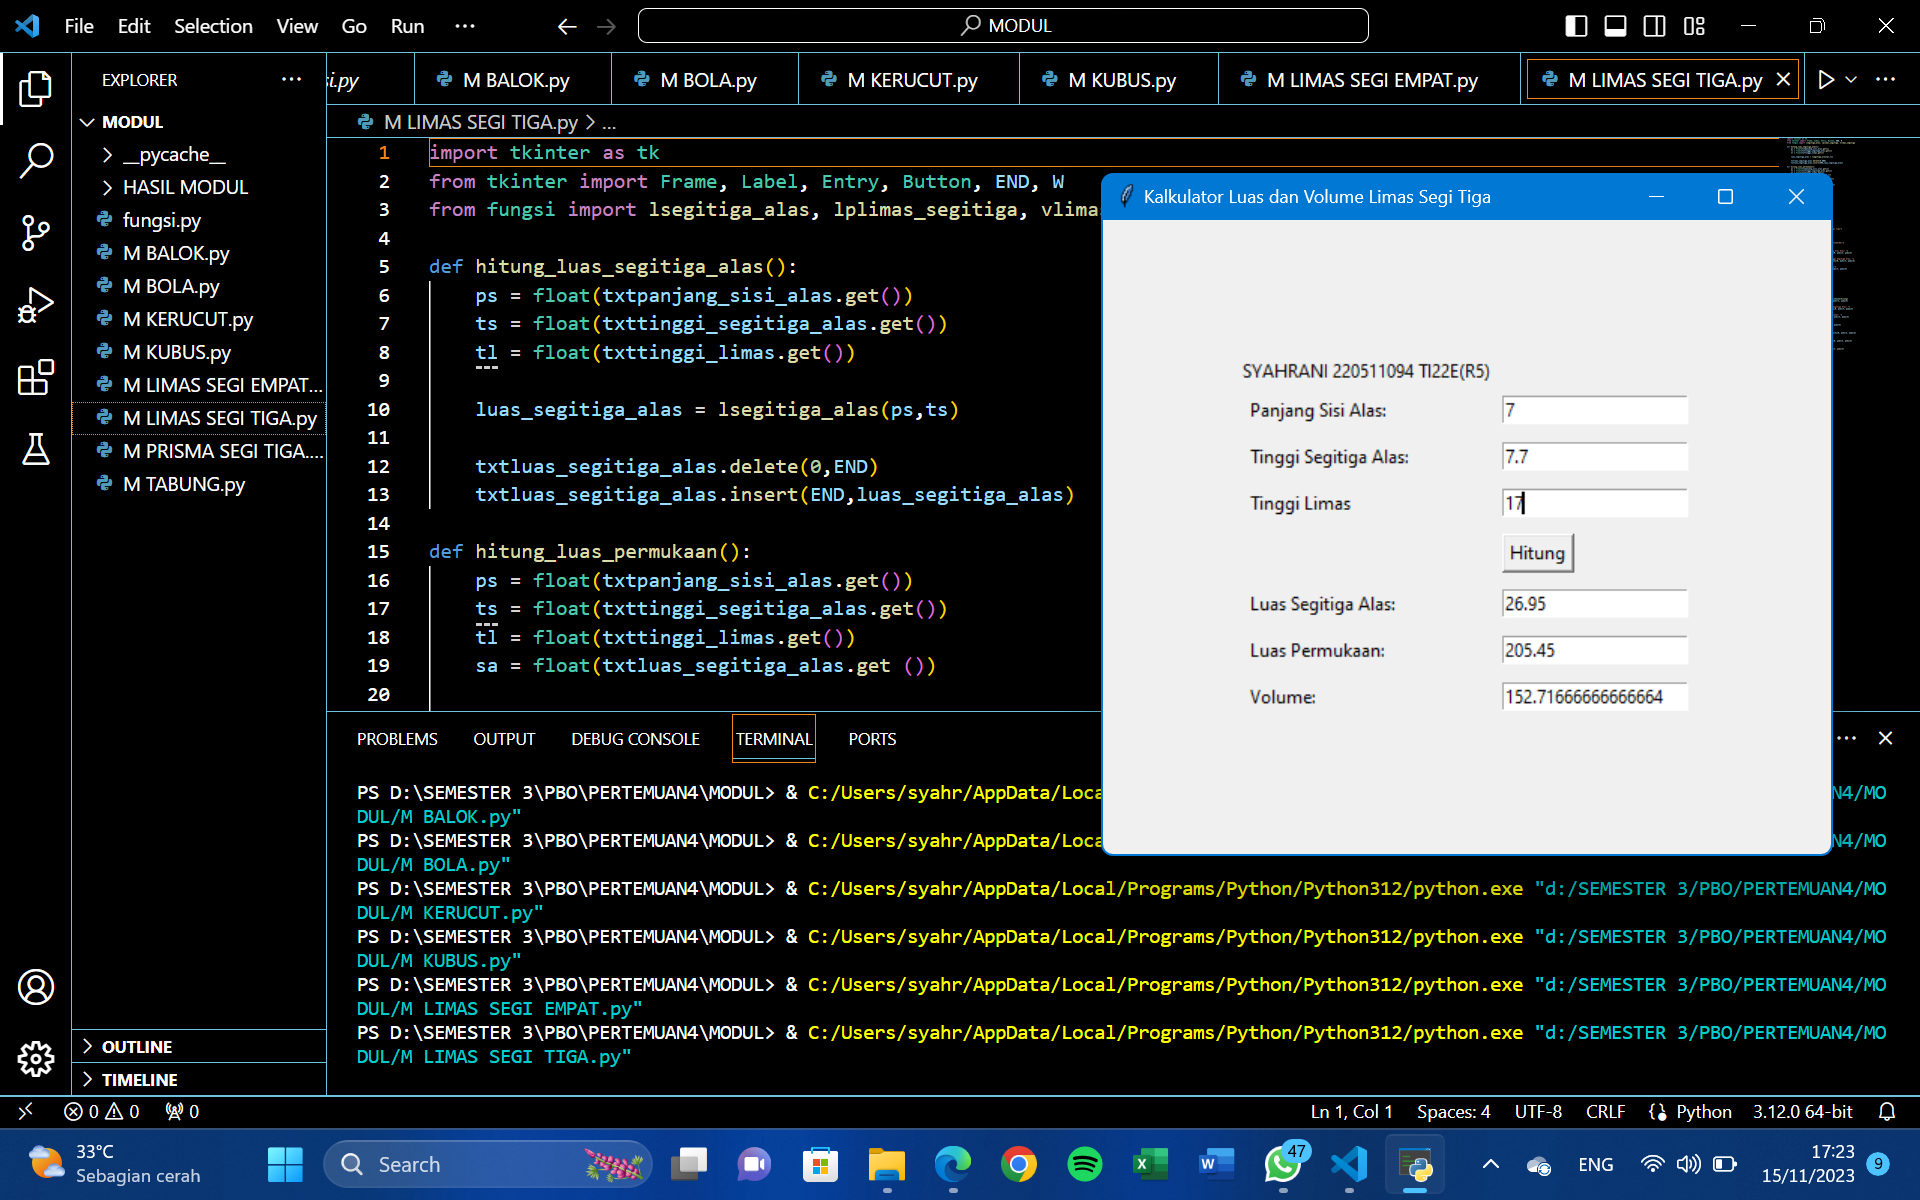 File Edit Selection View Go Run ...
MODUL
EXPLORER ...
MODUL
__pycache__
HASIL MODUL
fungsi.py
M BALOK.py
M BOLA.py
M KERUCUT.py
M KUBUS.py
M LIMAS SEGI EMPAT...
M LIMAS SEGI TIGA.py
M PRISMA SEGI TIGA....
M TABUNG.py
OUTLINE
TIMELINE
si.py M BALOK.py M BOLA.py M KERUCUT.py M KUBUS.py M LIMAS SEGI EMPAT.py M LIMAS SEGI TIGA.py
M LIMAS SEGI TIGA.py > ...
1 import tkinter as tk
2 from tkinter import Frame, Label, Entry, Button, END, W
3 from fungsi import lsegitiga_alas, lplimas_segitiga, vlimas
4
5 def hitung_luas_segitiga_alas():
6 ps = float(txtpanjang_sisi_alas.get())
7 ts = float(txttinggi_segitiga_alas.get())
8 tl = float(txttinggi_limas.get())
9
10 luas_segitiga_alas = lsegitiga_alas(ps,ts)
11
12 txtluas_segitiga_alas.delete(0,END)
13 txtluas_segitiga_alas.insert(END,luas_segitiga_alas)
14
15 def hitung_luas_permukaan():
16 ps = float(txtpanjang_sisi_alas.get())
17 ts = float(txttinggi_segitiga_alas.get())
18 tl = float(txttinggi_limas.get())
19 sa = float(txtluas_segitiga_alas.get ())
20
Kalkulator Luas dan Volume Limas Segi Tiga
SYAHRANI 220511094 TI22E(R5)
Panjang Sisi Alas: 7
Tinggi Segitiga Alas: 7.7
Tinggi Limas 17
Hitung
Luas Segitiga Alas: 26.95
Luas Permukaan: 205.45
Volume: 152.71666666666664
PROBLEMS OUTPUT DEBUG CONSOLE TERMINAL PORTS
PS D:\SEMESTER 3\PBO\PERTEMUAN4\MODUL> & C:/Users/syahr/AppData/Loca N4/MO
DUL/M BALOK.py"
PS D:\SEMESTER 3\PBO\PERTEMUAN4\MODUL> & C:/Users/syahr/AppData/Loca N4/MO
DUL/M BOLA.py"
PS D:\SEMESTER 3\PBO\PERTEMUAN4\MODUL> & C:/Users/syahr/AppData/Local/Programs/Python/Python312/python.exe "d:/SEMESTER 3/PBO/PERTEMUAN4/MO
DUL/M KERUCUT.py"
PS D:\SEMESTER 3\PBO\PERTEMUAN4\MODUL> & C:/Users/syahr/AppData/Local/Programs/Python/Python312/python.exe "d:/SEMESTER 3/PBO/PERTEMUAN4/MO
DUL/M KUBUS.py"
PS D:\SEMESTER 3\PBO\PERTEMUAN4\MODUL> & C:/Users/syahr/AppData/Local/Programs/Python/Python312/python.exe "d:/SEMESTER 3/PBO/PERTEMUAN4/MO
DUL/M LIMAS SEGI EMPAT.py"
PS D:\SEMESTER 3\PBO\PERTEMUAN4\MODUL> & C:/Users/syahr/AppData/Local/Programs/Python/Python312/python.exe "d:/SEMESTER 3/PBO/PERTEMUAN4/MO
DUL/M LIMAS SEGI TIGA.py"
0 0 0 Ln 1, Col 1 Spaces: 4 UTF-8 CRLF Python 3.12.0 64-bit
33°C
Sebagian cerah
Search
47
ENG
17:23
15/11/2023
9